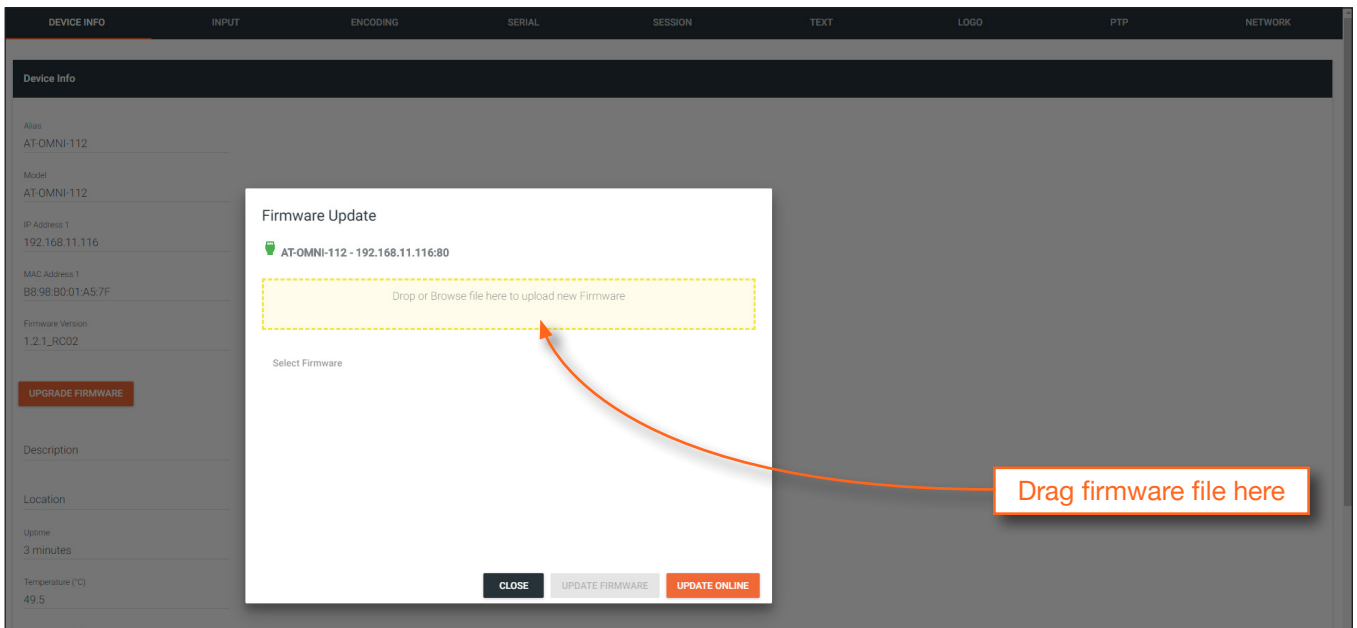 DEVICE INFO INPUT ENCODING SERIAL SESSION TEXT LOGO PTP NETWORK
Device Info
Alias
AT-OMNI-112
Model
AT-OMNI-112
IP Address 1
192.168.11.116
MAC Address 1
B8:98:B0:01:A5:7F
Firmware Version
1.2.1_RC02
UPGRADE FIRMWARE
Description
Location
Uptime
3 minutes
Temperature (°C)
49.5
Firmware Update
AT-OMNI-112 - 192.168.11.116:80
Drop or Browse file here to upload new Firmware
Select Firmware
CLOSE UPDATE FIRMWARE UPDATE ONLINE
Drag firmware file here